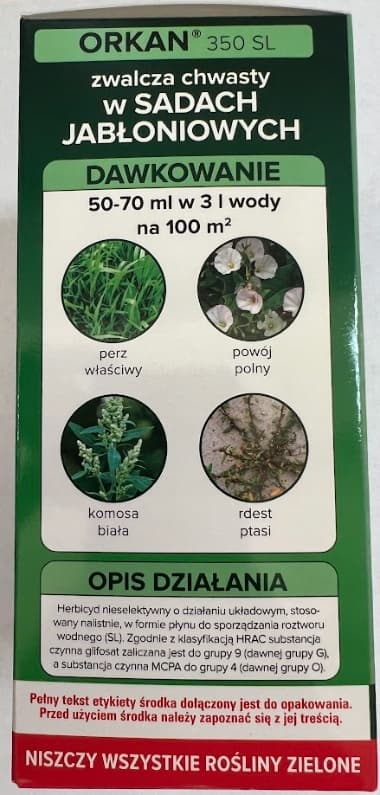 ORKAN® 350 SL
zwalcza chwasty
w SADACH
JABŁONIOWYCH
DAWKOWANIE
50-70 ml w 3 l wody
na 100 m²
perz
właściwy
powój
polny
komosa
biała
rdest
ptasi
OPIS DZIAŁANIA
Herbicyd nieselektywny o działaniu układowym, stoso-
wany nalistnie, w formie płynu do sporządzania roztworu
wodnego (SL). Zgodnie z klasyfikacją HRAC substancja
czynna glifosat zaliczana jest do grupy 9 (dawnej grupy G),
a substancja czynna MCPA do grupy 4 (dawnej grupy O).
Pełny tekst etykiety środka dołączony jest do opakowania.
Przed użyciem środka należy zapoznać się z jej treścią.
NISZCZY WSZYSTKIE ROŚLINY ZIELONE